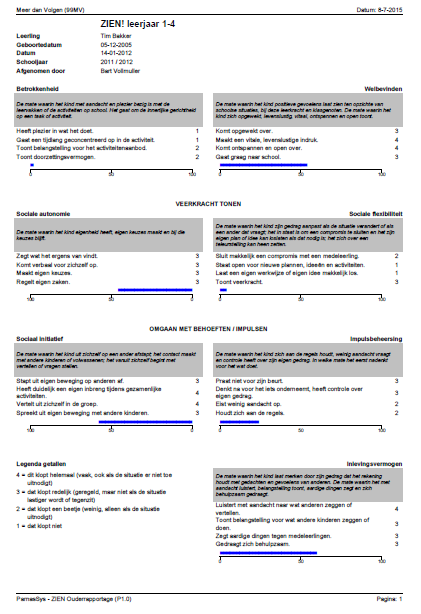 Meer dan Volgen (99MV) Datum: 8-7-2015
ZIEN! leerjaar 1-4
Leerling Tim Bakker
Geboortedatum 05-12-2005
Datum 14-01-2012
Schooljaar 2011 / 2012
Afgenomen door Bart Vollmuller
Betrokkenheid
De mate waarin het kind met aandacht en plezier bezig is met de
leertaken of de activiteiten op school. Het gaat om de innerlijke gerichtheid
op een taak of activiteit.
Heeft plezier in wat het doet. 1
Gaat een tijdlang geconcentreerd op in de activiteit. 1
Toont belangstelling voor het activiteitenaanbod. 2
Toont doorzettingsvermogen. 2
0 50 100
Welbevinden
De mate waarin het kind positieve gevoelens laat zien ten opzichte van
schoolse situaties, bij deze leerkracht en klasgenoten. De mate waarin het
kind zich opgewekt, levenslustig, vitaal, ontspannen en open toont.
Komt opgewekt over. 3
Maakt een vitale, levenslustige indruk. 4
Komt ontspannen en open over. 4
Gaat graag naar school. 3
0 50 100
VEERKRACHT TONEN
Sociale autonomie
De mate waarin het kind eigenheid heeft, eigen keuzes maakt en bij die
keuzes blijft.
Zegt wat het ergens van vindt. 3
Komt verbaal voor zichzelf op. 3
Maakt eigen keuzes. 3
Regelt eigen zaken. 3
100 50 0
Sociale flexibiliteit
De mate waarin het kind zijn gedrag aanpast als de situatie verandert of als
een ander dat vraagt; het in staat is om een compromis te sluiten en het zijn
eigen plan of idee kan loslaten als dat nodig is; het zich over een
teleurstelling kan heen zetten.
Sluit makkelijk een compromis met een medeleerling. 2
Staat open voor nieuwe plannen, ideeën en activiteiten. 1
Laat een eigen werkwijze of eigen idee makkelijk los. 1
Toont veerkracht. 3
0 50 100
OMGAAN MET BEHOEFTEN / IMPULSEN
Sociaal initiatief
De mate waarin het kind uit zichzelf op een ander afstapt; het contact maakt
met andere kinderen of volwassenen; het vanuit zichzelf begint met
vertellen of vragen stellen.
Stapt uit eigen beweging op anderen af. 3
Heeft duidelijk een eigen inbreng tijdens gezamenlijke
activiteiten. 4
Vertelt uit zichzelf in de groep. 4
Spreekt uit eigen beweging met andere kinderen. 3
100 50 0
Impulsbeheersing
De mate waarin het kind zich aan de regels houdt, weinig aandacht vraagt
en controle heeft over zijn eigen gedrag. In welke mate het eerst nadenkt
voor het wat doet.
Praat niet voor zijn beurt. 3
Denkt na voor het iets onderneemt, heeft controle over
eigen gedrag. 3
Eist weinig aandacht op. 2
Houdt zich aan de regels. 2
0 50 100
Legenda getallen
4 = dit klopt helemaal (vaak, ook als de situatie er niet toe
uitnodigt)
3 = dat klopt redelijk (geregeld, maar niet als de situatie
lastiger wordt of tegenzit)
2 = dat klopt een beetje (weinig, alleen als de situatie
uitnodigt)
1 = dat klopt niet
Inlevingsvermogen
De mate waarin het kind laat merken door zijn gedrag dat het rekening
houdt met gedachten en gevoelens van anderen. De mate waarin het met
aandacht luistert, belangstelling toont, aardige dingen zegt en zich
behulpzaam gedraagt.
Luistert met aandacht naar wat anderen zeggen of
vertellen. 4
Toont belangstelling voor wat andere kinderen zeggen of
doen. 3
Zegt aardige dingen tegen medeleerlingen. 3
Gedraagt zich behulpzaam. 3
0 50 100
ParnasSys - ZIEN Ouderrapportage (P1.0) Pagina: 1